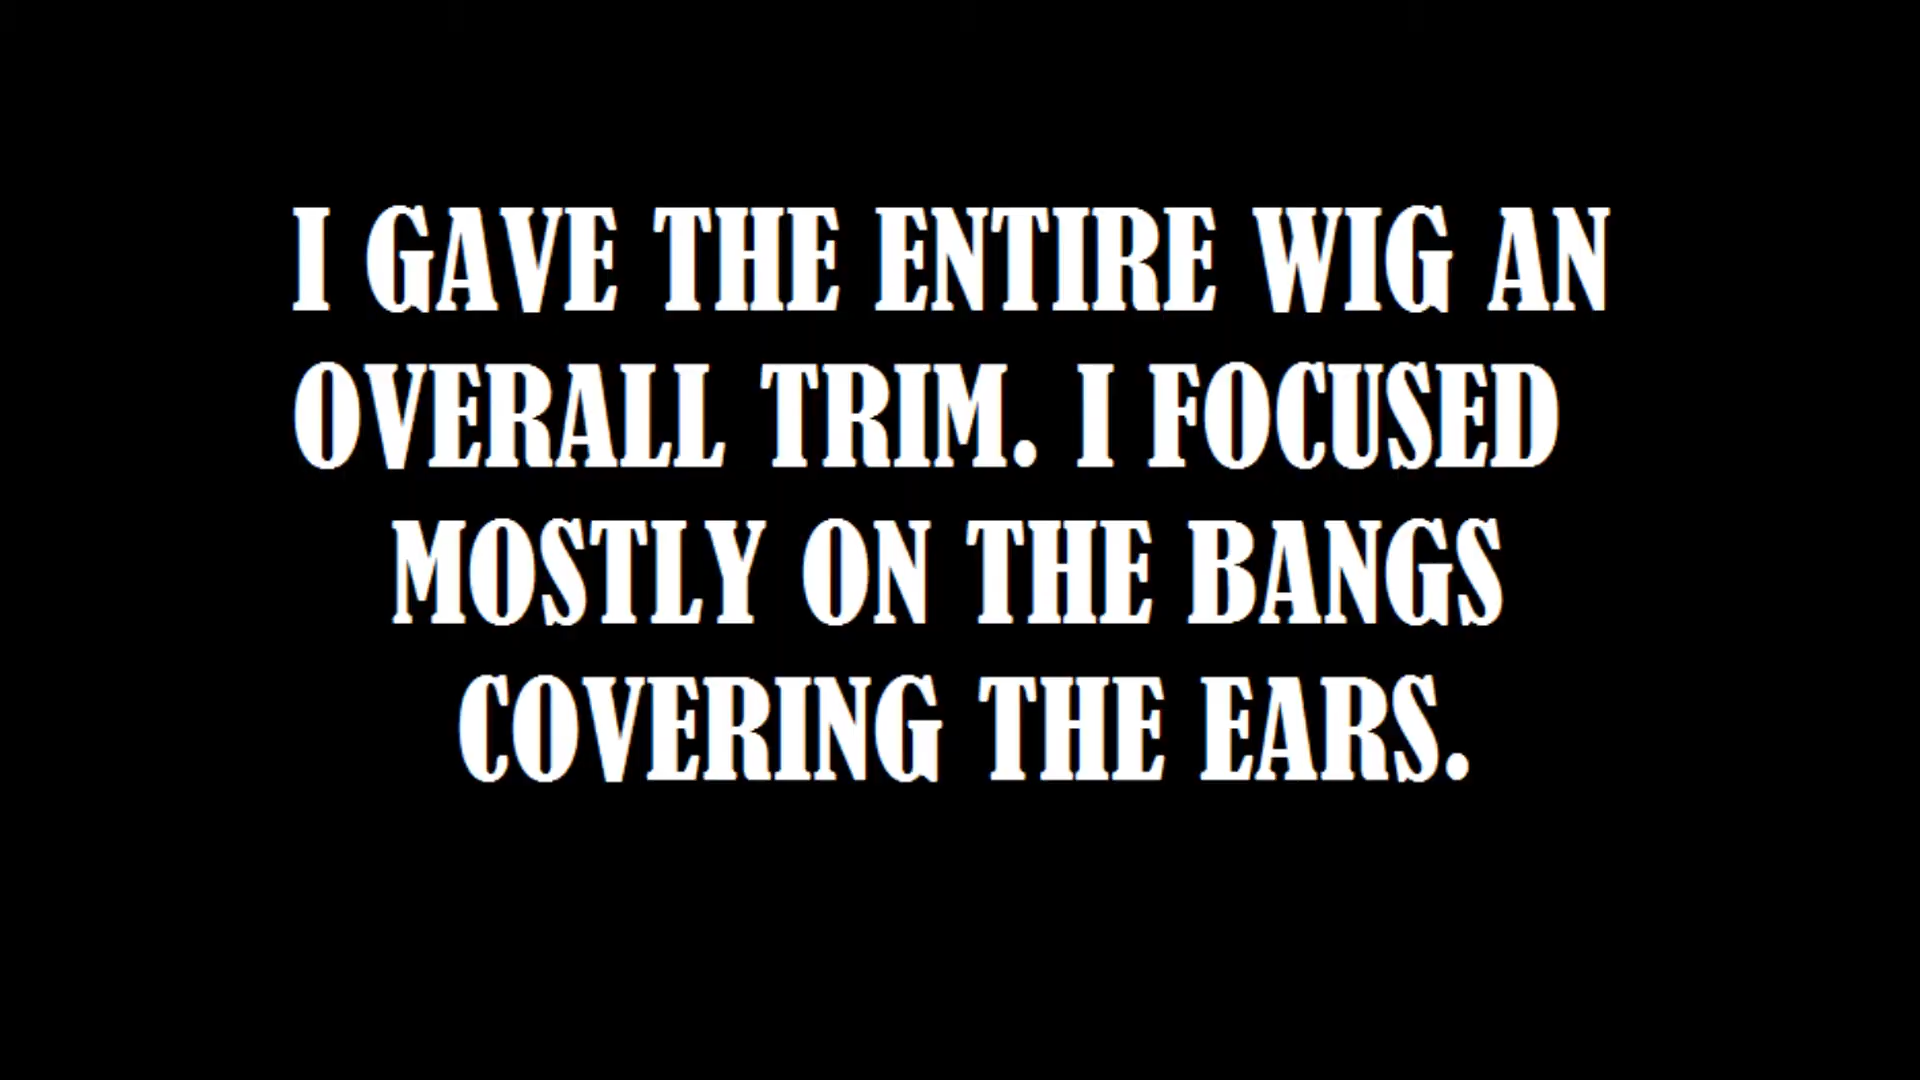 I GAVE THE ENTIRE WIG AN
OVERALL TRIM. I FOCUSED
MOSTLY ON THE BANGS
COVERING THE EARS.